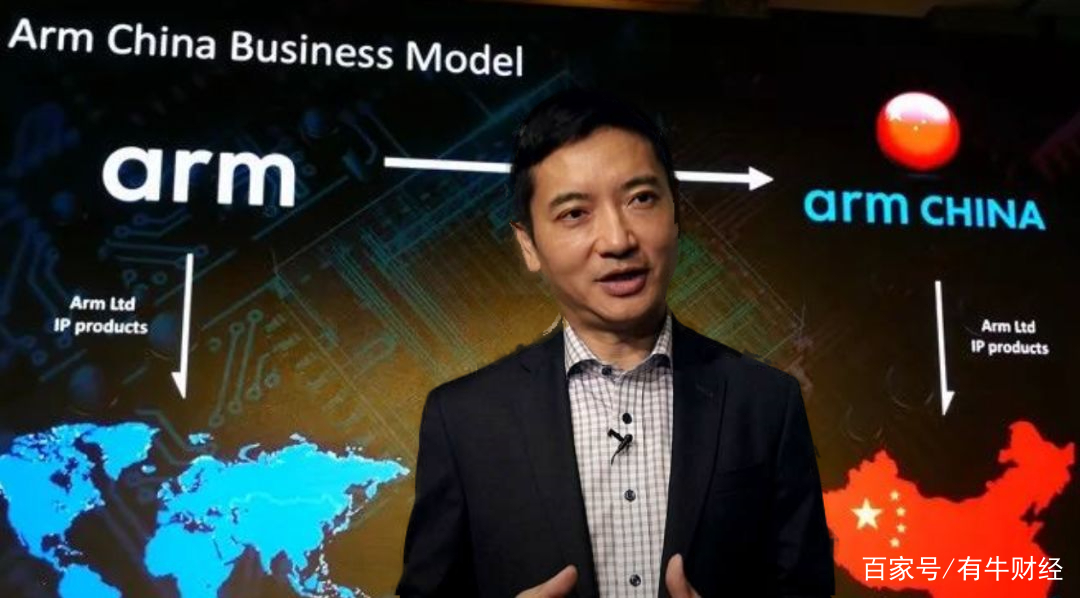 Arm China Business Model
arm
arm CHINA
Arm Ltd
IP products
Arm Ltd
IP products
百家号/有牛财经